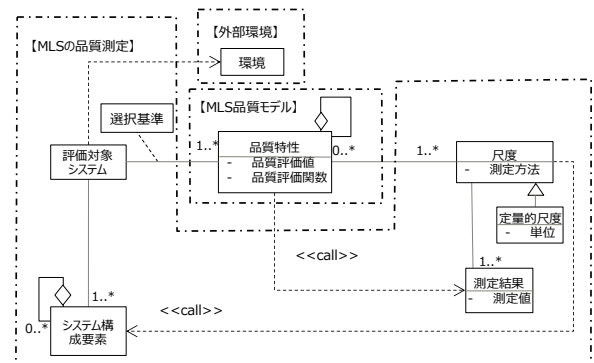 【外部環境】
【MLSの品質測定】
環境
【MLS品質モデル】
選択基準
1..*
品質特性
0..*
1..*
尺度
評価対象
システム
- 品質評価値
- 測定方法
- 品質評価関数
定量的尺度
- 単位
<<call>>
1..*
測定結果
1..*
- 測定値
<<call>>
0..*
システム構
成要素